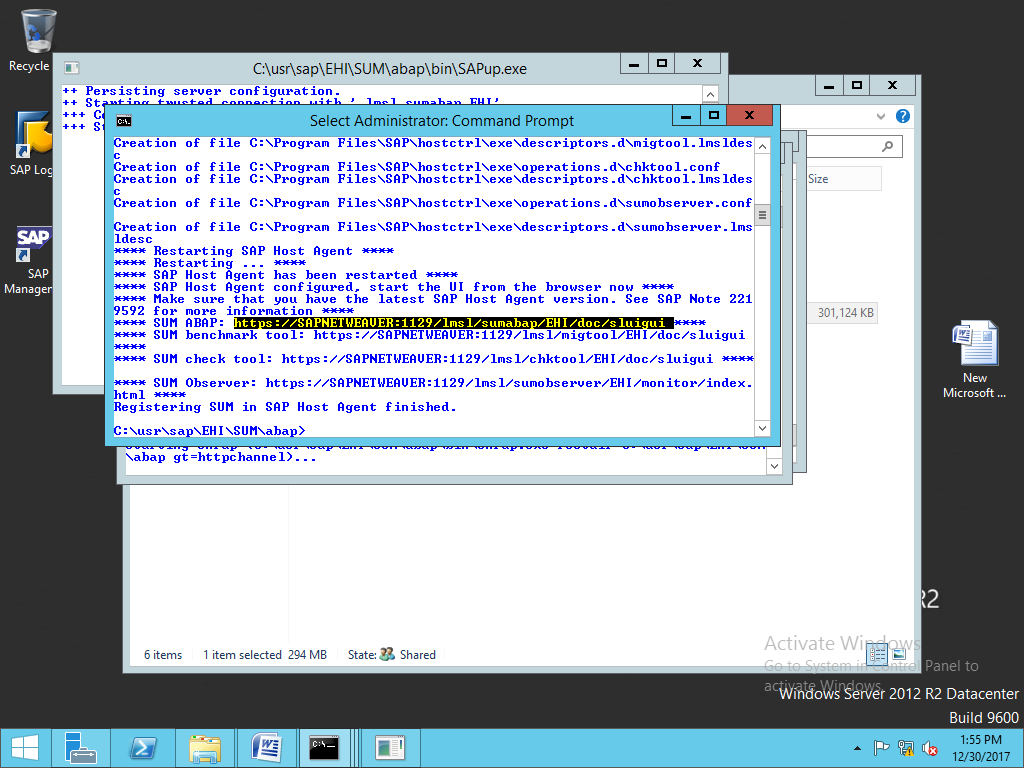 Recycle
SAP Log
SAP
SAP
Manager
C:\usr\sap\EHI\SUM\abap\bin\SAPup.exe
++ Persisting server configuration.
++ Starting trusted connection with '.lmsl.sumabap.EHI'
+++ C
+++ S
Select Administrator: Command Prompt
Creation of file C:\Program Files\SAP\hostctrl\exe\descriptors.d\migtool.lmsldes
c
Creation of file C:\Program Files\SAP\hostctrl\exe\operations.d\chktool.conf
Creation of file C:\Program Files\SAP\hostctrl\exe\descriptors.d\chktool.lmsldes
c
Creation of file C:\Program Files\SAP\hostctrl\exe\operations.d\sumobserver.conf
Creation of file C:\Program Files\SAP\hostctrl\exe\descriptors.d\sumobserver.lms
ldesc
**** Restarting SAP Host Agent ****
**** Restarting ... ****
**** SAP Host Agent has been restarted ****
**** SAP Host Agent configured, start the UI from the browser now ****
**** Make sure that you have the latest SAP Host Agent version. See SAP Note 221
9592 for more information ****
**** SUM ABAP: https://SAPNETWEAVER:1129/lmsl/sumabap/EHI/doc/sluigui ****
**** SUM benchmark tool: https://SAPNETWEAVER:1129/lmsl/migtool/EHI/doc/sluigui
****
**** SUM check tool: https://SAPNETWEAVER:1129/lmsl/chktool/EHI/doc/sluigui ****
**** SUM Observer: https://SAPNETWEAVER:1129/lmsl/sumobserver/EHI/monitor/index.
html ****
Registering SUM in SAP Host Agent finished.
C:\usr\sap\EHI\SUM\abap>
\abap gt=httpchannel)...
Size
301,124 KB
6 items 1 item selected 294 MB State: Shared
W
New
Microsoft ...
R2
Activate Windows
Go to System in Control Panel to
activate Windows.
Windows Server 2012 R2 Datacenter
Build 9600
W
C:\_
1:55 PM
12/30/2017